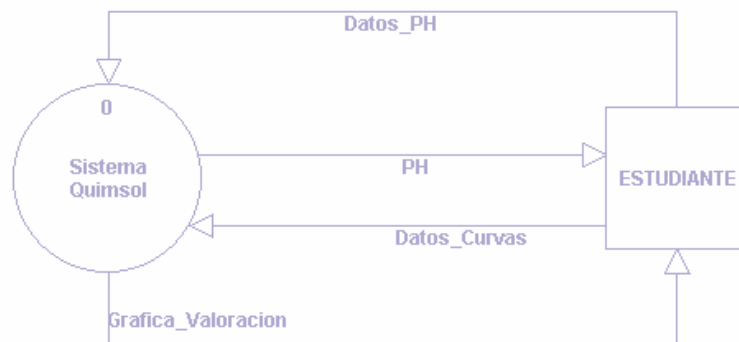 Datos_PH
0
Sistema
Quimsol
PH
ESTUDIANTE
Datos_Curvas
Grafica_Valoracion